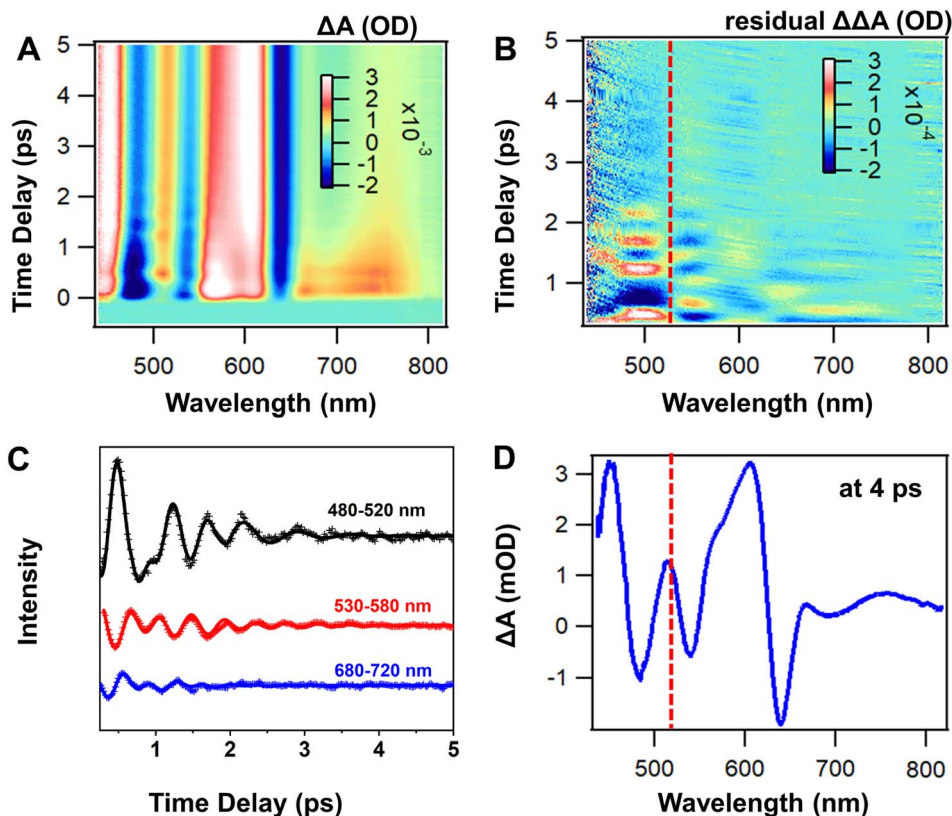 A
ΔA (OD)
Time Delay (ps)
5
4
3
2
1
0
3
2
1
0
-1
-2
x10
-3
500
600
700
800
Wavelength (nm)
B
residual ΔΔA (OD)
Time Delay (ps)
5
4
3
2
1
3
2
1
0
-1
-2
x10
-4
500
600
700
800
Wavelength (nm)
C
Intensity
480-520 nm
530-580 nm
680-720 nm
1
2
3
4
5
Time Delay (ps)
D
at 4 ps
ΔA (mOD)
3
2
1
0
-1
500
600
700
800
Wavelength (nm)